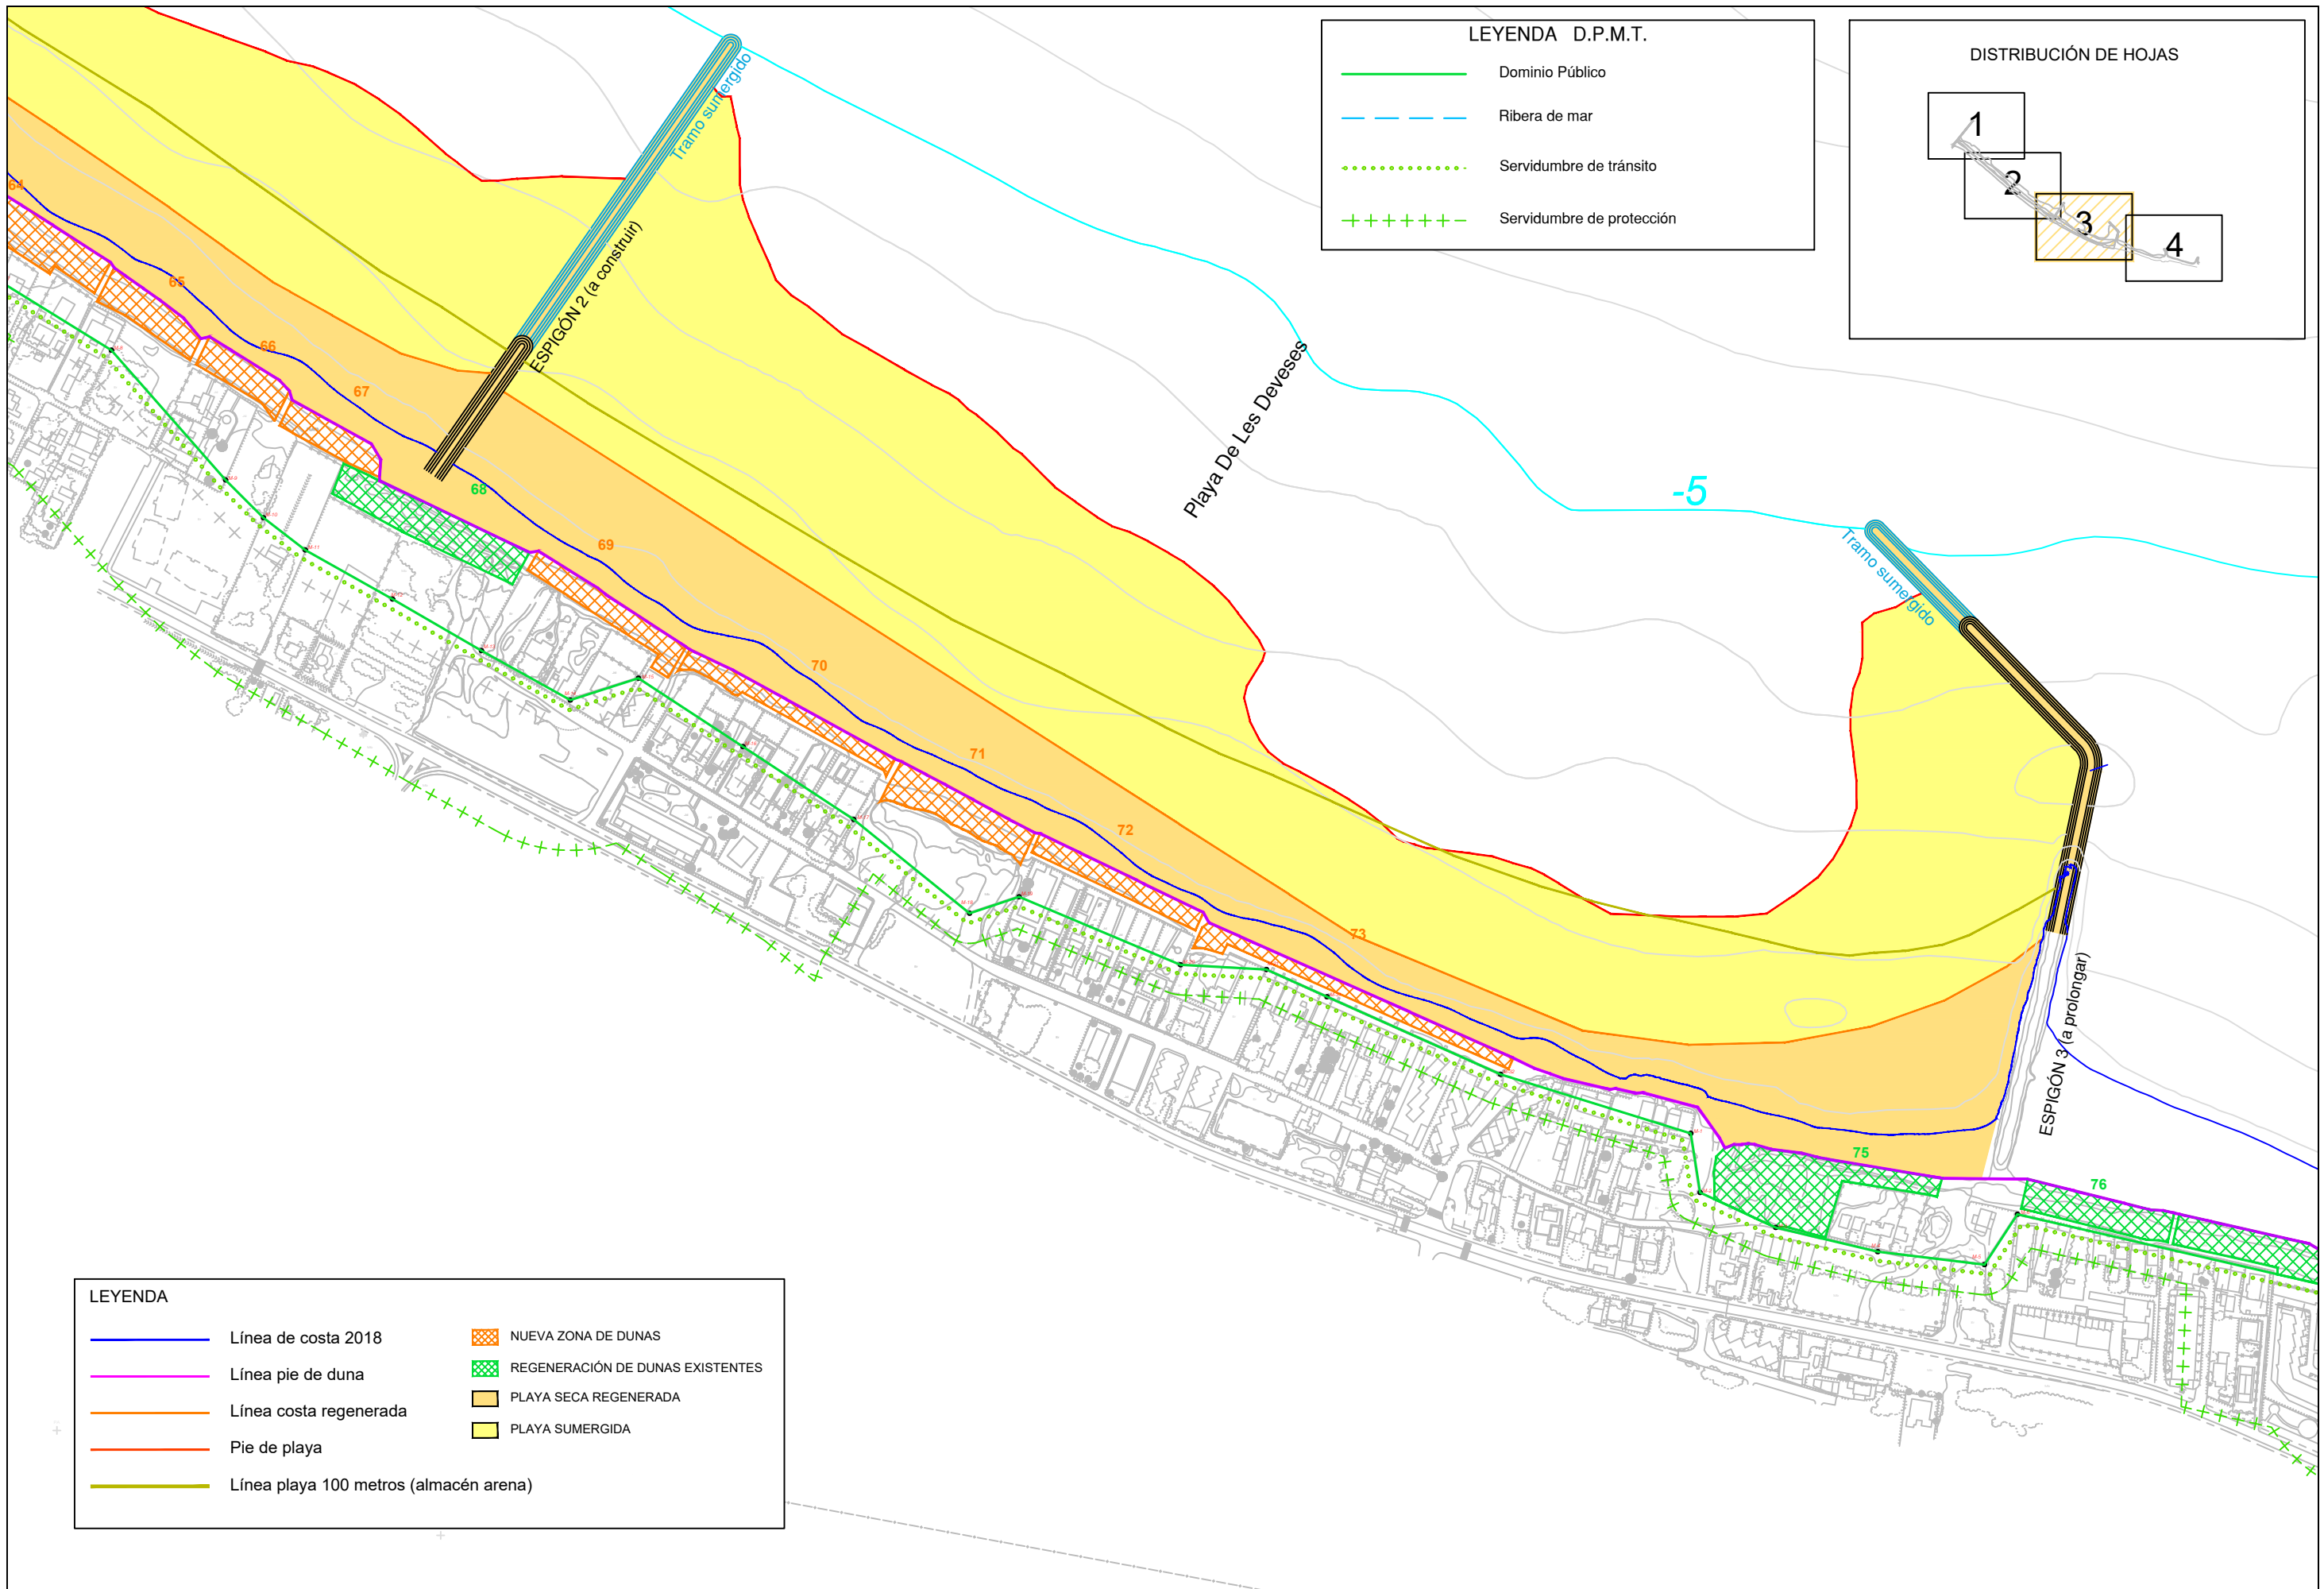 LEYENDA D.P.M.T.
Dominio Público
Ribera de mar
Servidumbre de tránsito
Servidumbre de protección
DISTRIBUCIÓN DE HOJAS
1
2
3
4
Tramo sumergido
ESPIGÓN 2 (a construir)
Playa De Les Deveses
-5
Tramo sumergido
ESPIGÓN 3 (a prolongar)
64
65
66
67
68
69
70
71
72
73
75
76
LEYENDA
Línea de costa 2018
Línea pie de duna
Línea costa regenerada
Pie de playa
Línea playa 100 metros (almacén arena)
NUEVA ZONA DE DUNAS
REGENERACIÓN DE DUNAS EXISTENTES
PLAYA SECA REGENERADA
PLAYA SUMERGIDA